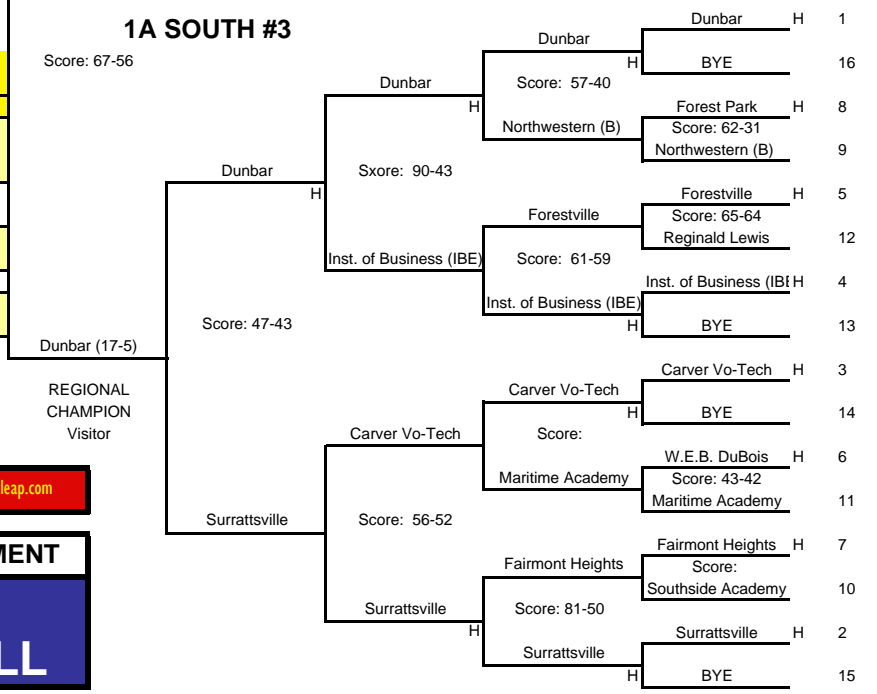 1A SOUTH #3
Score: 67-56
Dunbar H 1
BYE 16
Dunbar
H
Score: 57-40
Forest Park H 8
Score: 62-31
Northwestern (B) 9
Northwestern (B)
Dunbar
H
Sxore: 90-43
Forestville H 5
Score: 65-64
Reginald Lewis 12
Forestville
Score: 61-59
Inst. of Business (IBE H 4
BYE 13
Inst. of Business (IBE)
H
Inst. of Business (IBE)
Dunbar
H
Score: 47-43
Dunbar (17-5)
REGIONAL
CHAMPION
Visitor
Carver Vo-Tech H 3
BYE 14
Carver Vo-Tech
H
Score:
W.E.B. DuBois H 6
Score: 43-42
Maritime Academy 11
Maritime Academy
Carver Vo-Tech
Score: 56-52
Fairmont Heights H 7
Score:
Southside Academy 10
Fairmont Heights
Score: 81-50
Surrattsville H 2
BYE 15
Surrattsville
H
Surrattsville
H
Surrattsville
leap.com
MENT
LL